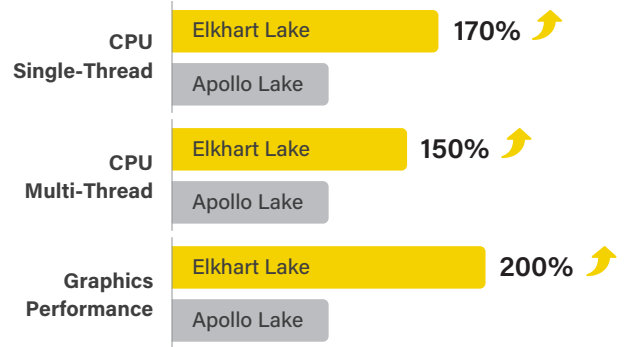 CPU
Single-Thread
Elkhart Lake
170%
Apollo Lake
CPU
Multi-Thread
Elkhart Lake
150%
Apollo Lake
Graphics
Performance
Elkhart Lake
200%
Apollo Lake